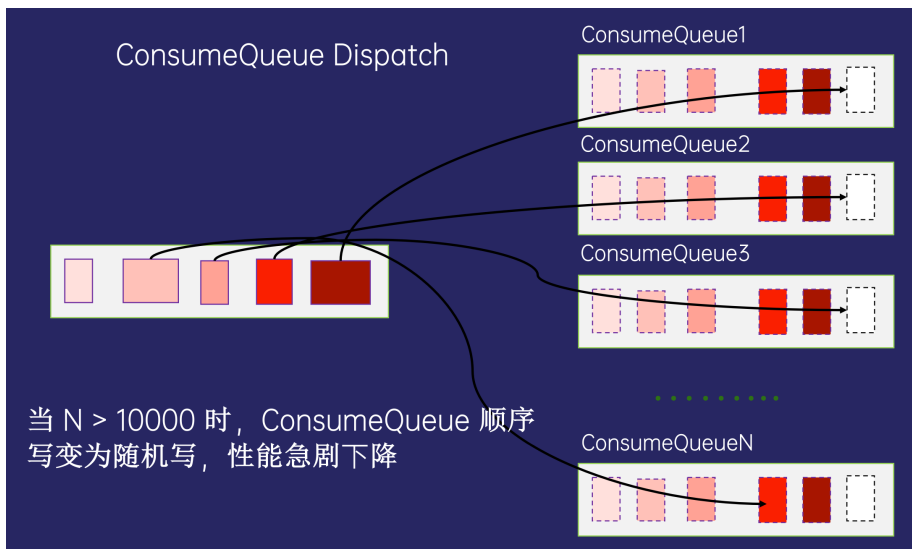 ConsumeQueue Dispatch
ConsumeQueue1
ConsumeQueue2
ConsumeQueue3
ConsumeQueueN
当 N > 10000 时，ConsumeQueue 顺序
写变为随机写，性能急剧下降